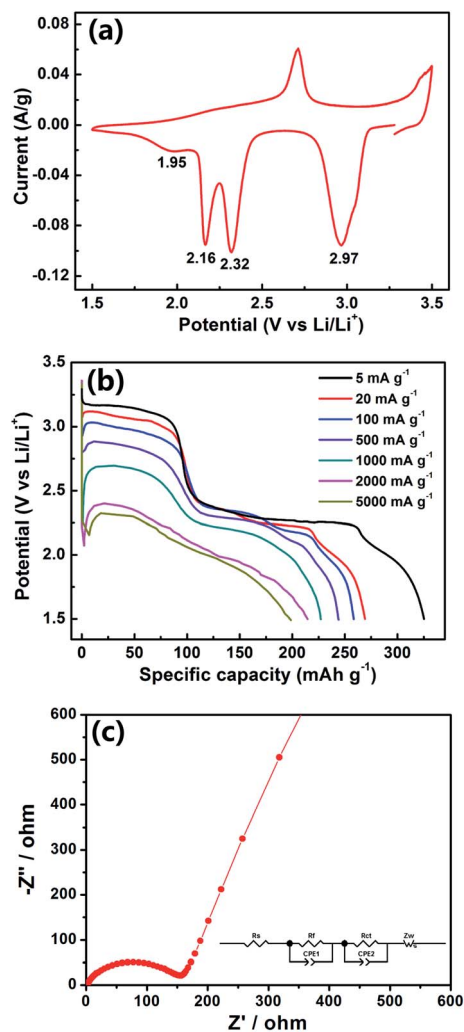 (a)
Current (A/g)
0.08
0.04
0.00
-0.04
-0.08
-0.12
1.95
2.16
2.32
2.97
1.5
2.0
2.5
3.0
3.5
Potential (V vs Li/Li⁺)
(b)
Potential (V vs Li/Li⁺)
3.5
3.0
2.5
2.0
1.5
5 mA g⁻¹
20 mA g⁻¹
100 mA g⁻¹
500 mA g⁻¹
1000 mA g⁻¹
2000 mA g⁻¹
5000 mA g⁻¹
0
50
100
150
200
250
300
Specific capacity (mAh g⁻¹)
(c)
-Z'' / ohm
600
500
400
300
200
100
50
0
Rs
Rf
CPE1
Rct
CPE2
Zw
0
100
200
300
400
500
600
Z' / ohm